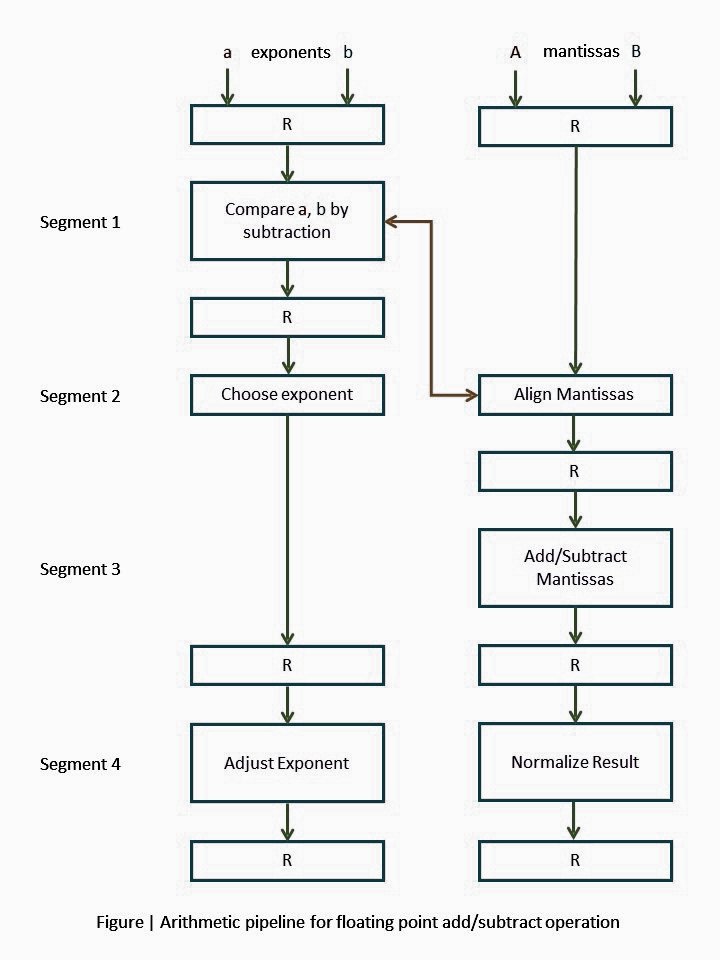 a exponents b
A mantissas B
R
R
Segment 1
Compare a, b by
subtraction
R
Segment 2
Choose exponent
Align Mantissas
R
Segment 3
Add/Subtract
Mantissas
R
R
Segment 4
Adjust Exponent
Normalize Result
R
R
Figure | Arithmetic pipeline for floating point add/subtract operation